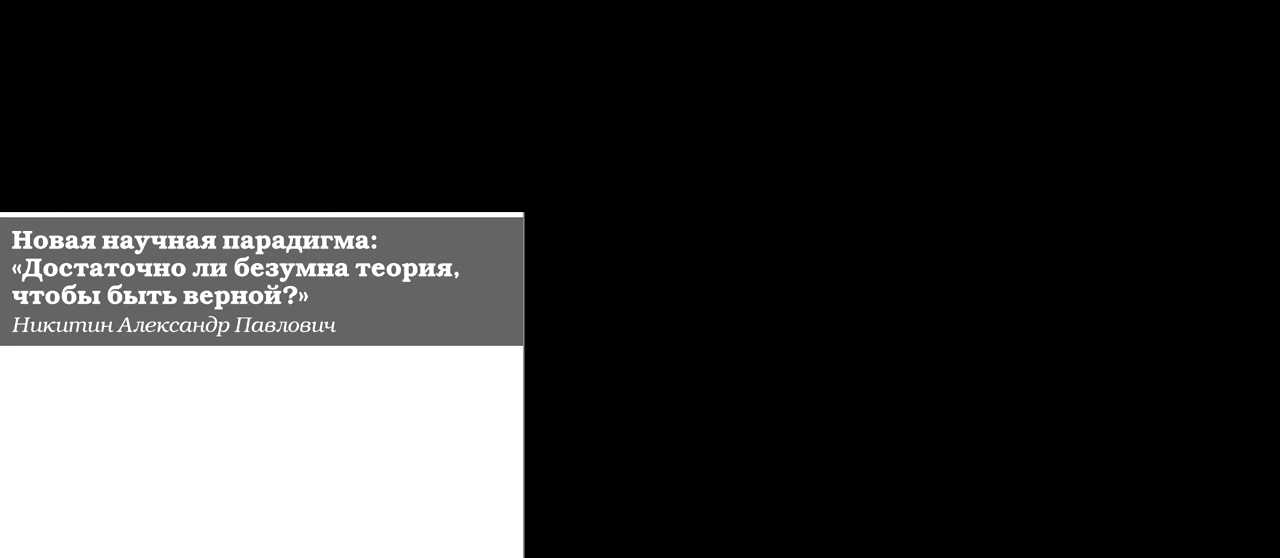 Новая научная парадигма:
«Достаточно ли безумна теория,
чтобы быть верной?»
Никитин Александр Павлович